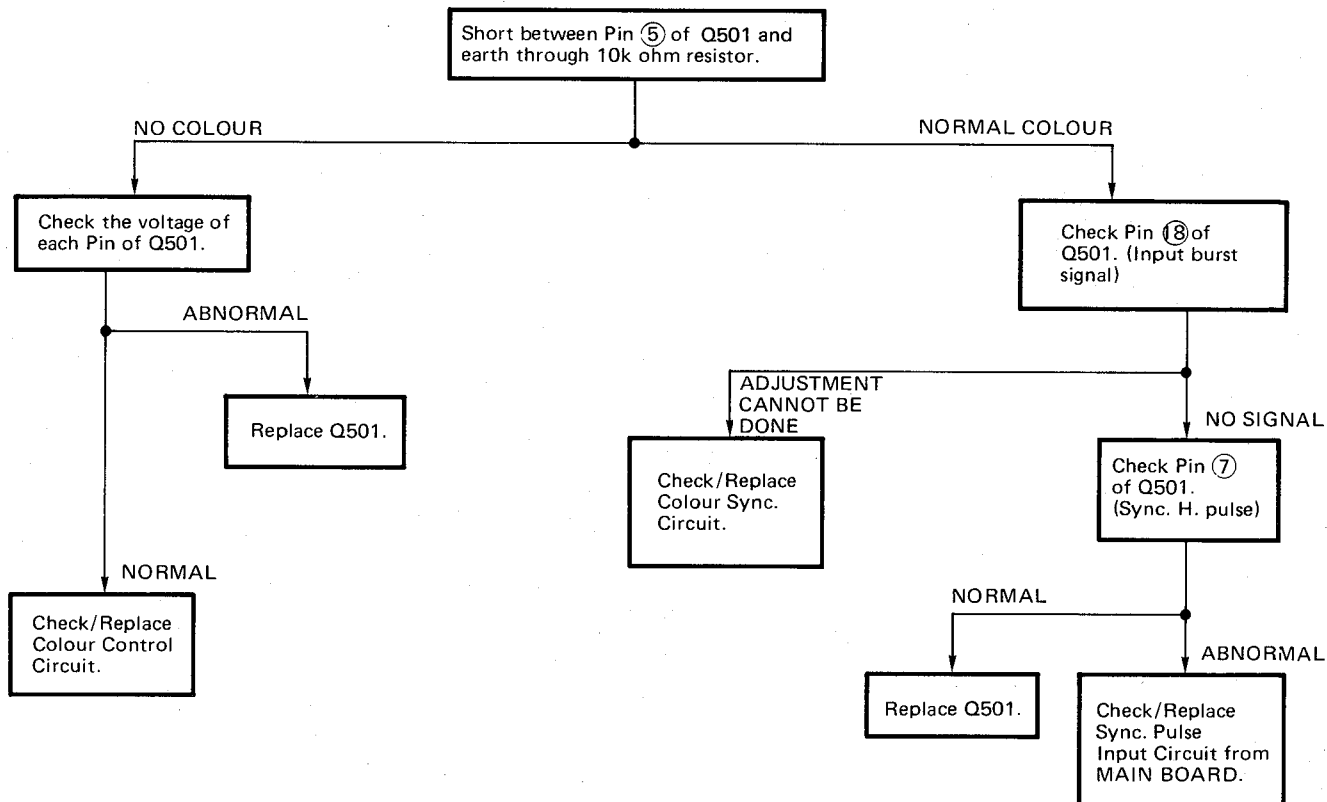 Short between Pin ⑤ of Q501 and
earth through 10k ohm resistor.
NO COLOUR
NORMAL COLOUR
Check the voltage of
each Pin of Q501.
Check Pin ⑱ of
Q501. (Input burst
signal)
ABNORMAL
Replace Q501.
ADJUSTMENT
CANNOT BE
DONE
NO SIGNAL
Check/Replace
Colour Sync.
Circuit.
Check Pin ⑦
of Q501.
(Sync. H. pulse)
NORMAL
Check/Replace
Colour Control
Circuit.
NORMAL
ABNORMAL
Replace Q501.
Check/Replace
Sync. Pulse
Input Circuit from
MAIN BOARD.